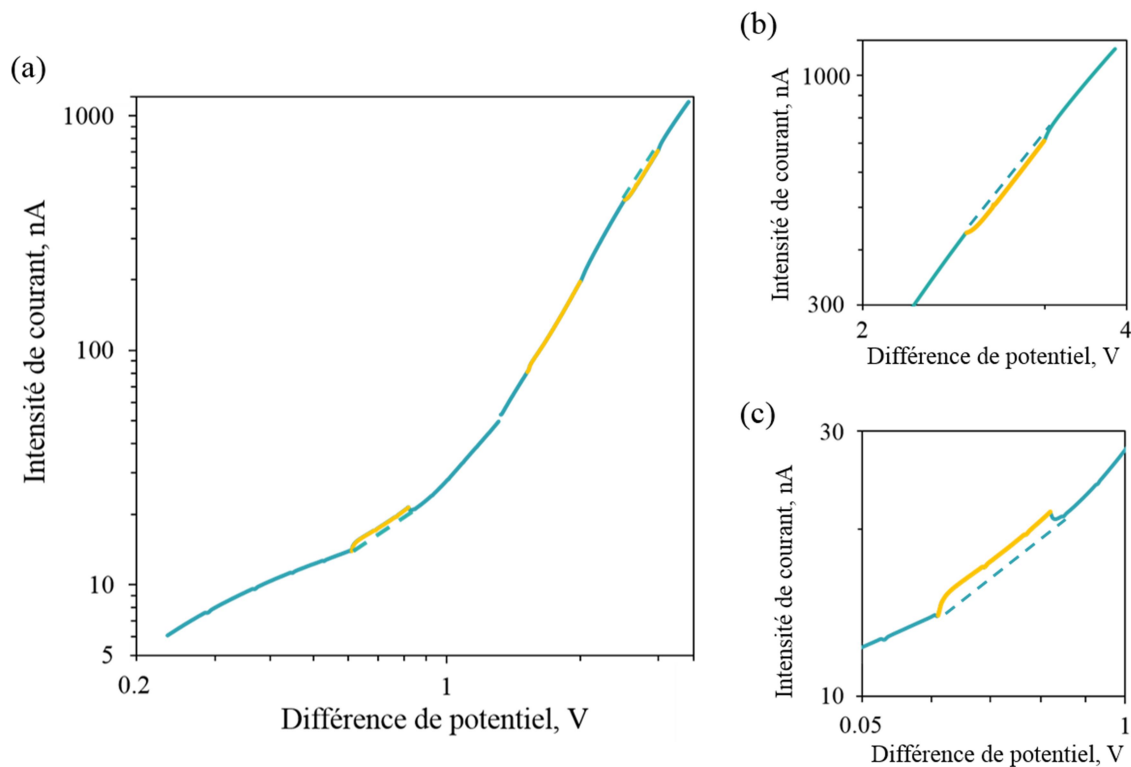 (a)
Intensité de courant, nA
1000
100
10
5
0.2
1
Différence de potentiel, V
(b)
Intensité de courant, nA
1000
300
2
4
Différence de potentiel, V
(c)
Intensité de courant, nA
30
10
0.05
1
Différence de potentiel, V